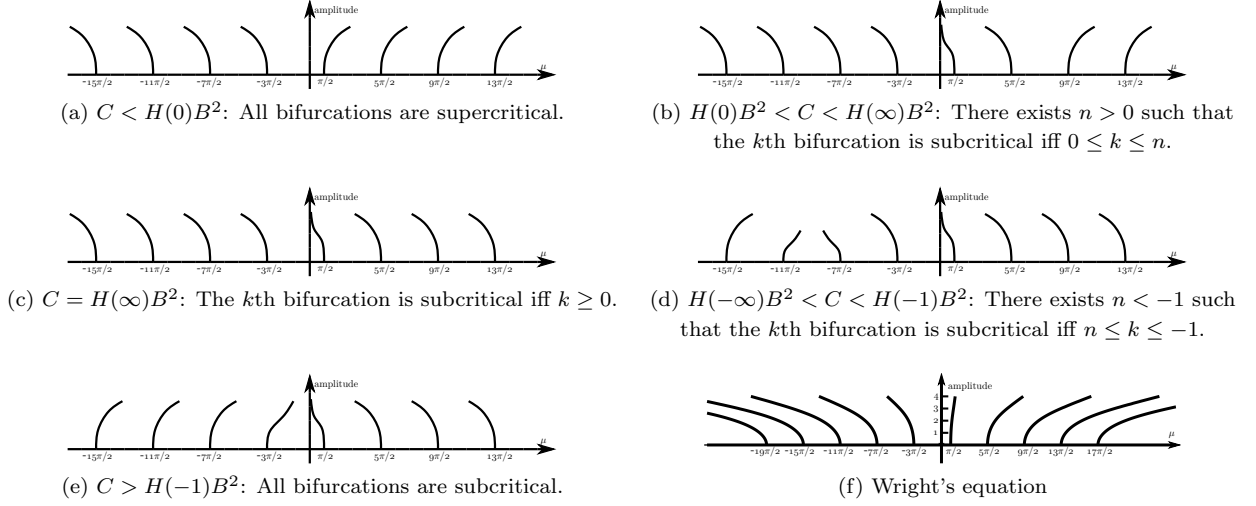 amplitude
μ
-15π/2 -11π/2 -7π/2 -3π/2 π/2 5π/2 9π/2 13π/2
(a) C < H(0)B²: All bifurcations are supercritical.
amplitude
μ
-15π/2 -11π/2 -7π/2 -3π/2 π/2 5π/2 9π/2 13π/2
(b) H(0)B² < C < H(∞)B²: There exists n > 0 such that
the kth bifurcation is subcritical iff 0 ≤ k ≤ n.
amplitude
μ
-15π/2 -11π/2 -7π/2 -3π/2 π/2 5π/2 9π/2 13π/2
(c) C = H(∞)B²: The kth bifurcation is subcritical iff k ≥ 0.
amplitude
μ
-15π/2 -11π/2 -7π/2 -3π/2 π/2 5π/2 9π/2 13π/2
(d) H(−∞)B² < C < H(−1)B²: There exists n < −1 such
that the kth bifurcation is subcritical iff n ≤ k ≤ −1.
amplitude
μ
-15π/2 -11π/2 -7π/2 -3π/2 π/2 5π/2 9π/2 13π/2
(e) C > H(−1)B²: All bifurcations are subcritical.
amplitude
4
3
2
1
μ
-19π/2 -15π/2 -11π/2 -7π/2 -3π/2 π/2 5π/2 9π/2 13π/2 17π/2
(f) Wright's equation